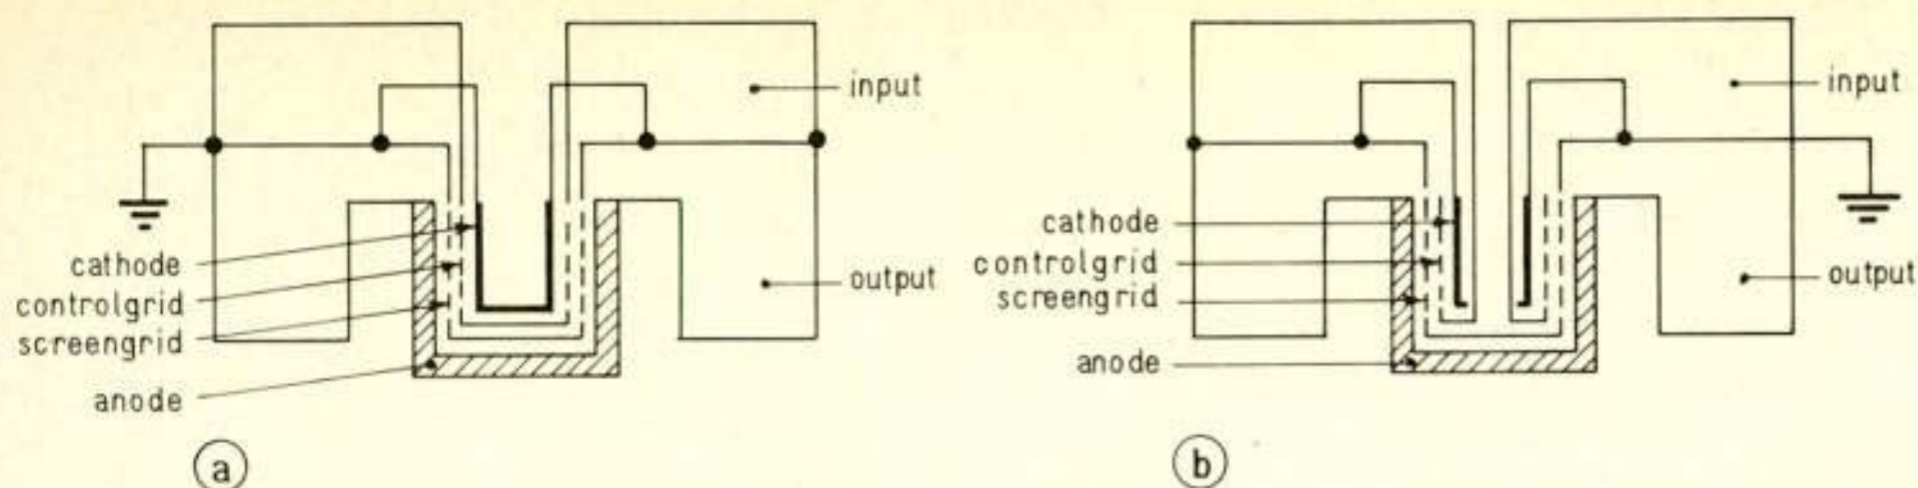 input
cathode
controlgrid
screengrid
anode
output
a
input
cathode
controlgrid
screengrid
anode
output
b